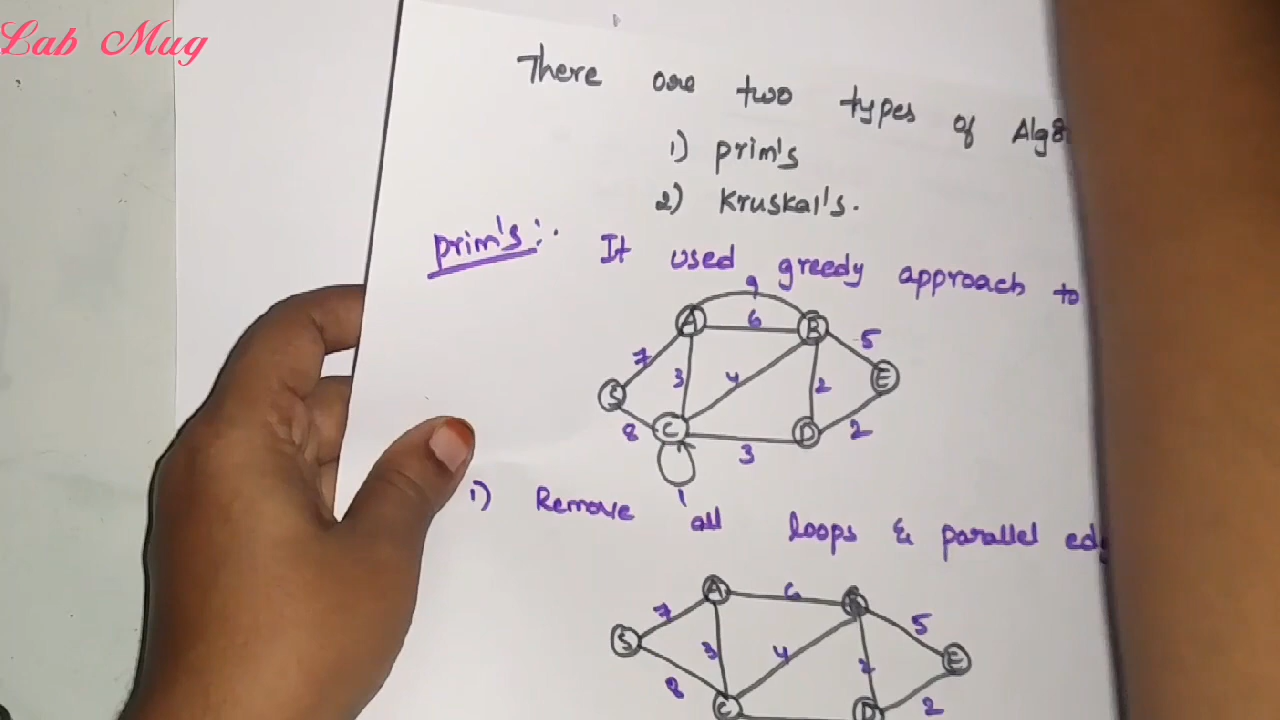 Lab Mug
There are two types of Algo
1) prim's
2) Kruskal's.
prim's :- It used greedy approach to
9
A 6 B 5
7 3 4 2 E
S
8 C D 2
3
1
1) Remove all loops & parallel edg
A 6 B
7 5
S 3 4 2 E
8 C D 2